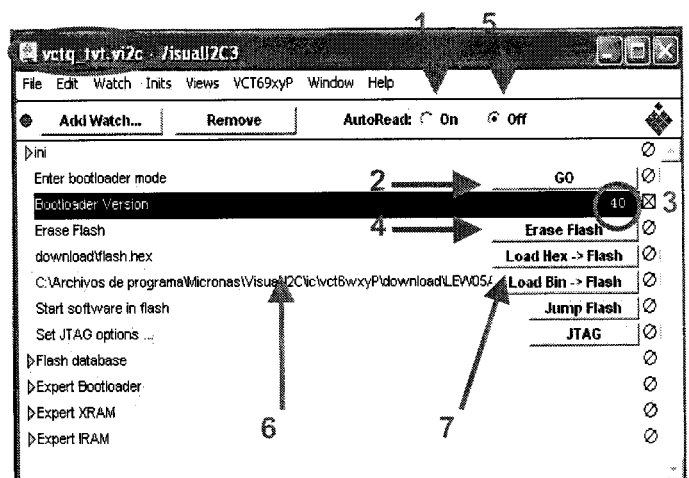 1 5
vctq_tvt.vi2c - VisualI2C3
File Edit Watch Inits Views VCT69xyP Window Help
Add Watch... Remove AutoRead: On Off
ini
Enter bootloader mode 2 GO
Bootloader Version 40 3
Erase Flash 4 Erase Flash
download\flash.hex Load Hex -> Flash
C:\Archivos de programa\Micronas\VisualI2C\ic\vct6wxyP\download\LEW05 Load Bin -> Flash
Start software in flash Jump Flash
Set JTAG options ... JTAG
Flash database
Expert Bootloader
Expert XRAM
Expert IRAM
6 7